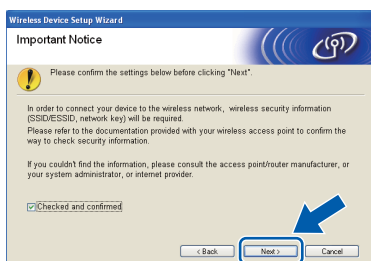 Wireless Device Setup Wizard
Important Notice
Please confirm the settings below before clicking "Next".
In order to connect your device to the wireless network, wireless security information
(SSID/ESSID, network key) will be required.
Please refer to the documentation provided with your wireless access point to confirm the
way to check security information.
If you couldn't find the information, please consult the access point/router manufacturer, or
your system administrator, or internet provider.
Checked and confirmed
< Back
Next >
Cancel